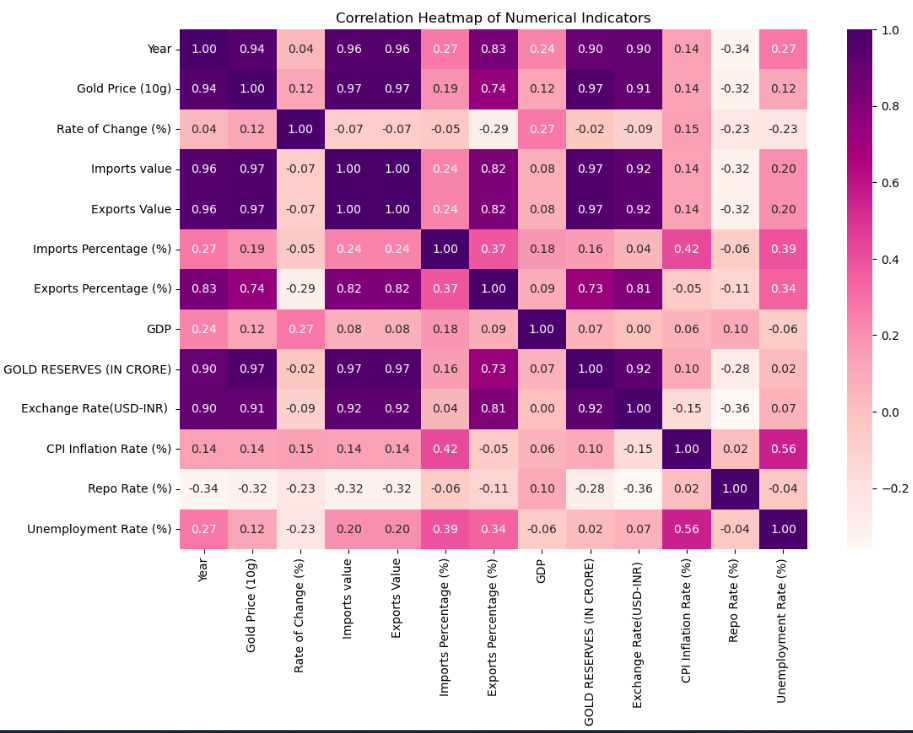 Correlation Heatmap of Numerical Indicators
Year 1.00 0.94 0.04 0.96 0.96 0.27 0.83 0.24 0.90 0.90 0.14 -0.34 0.27
Gold Price (10g) 0.94 1.00 0.12 0.97 0.97 0.19 0.74 0.12 0.97 0.91 0.14 -0.32 0.12
Rate of Change (%) 0.04 0.12 1.00 -0.07 -0.07 -0.05 -0.29 0.27 -0.02 -0.09 0.15 -0.23 -0.23
Imports value 0.96 0.97 -0.07 1.00 1.00 0.24 0.82 0.08 0.97 0.92 0.14 -0.32 0.20
Exports Value 0.96 0.97 -0.07 1.00 1.00 0.24 0.82 0.08 0.97 0.92 0.14 -0.32 0.20
Imports Percentage (%) 0.27 0.19 -0.05 0.24 0.24 1.00 0.37 0.18 0.16 0.04 0.42 -0.06 0.39
Exports Percentage (%) 0.83 0.74 -0.29 0.82 0.82 0.37 1.00 0.09 0.73 0.81 -0.05 -0.11 0.34
GDP 0.24 0.12 0.27 0.08 0.08 0.18 0.09 1.00 0.07 0.00 0.06 0.10 -0.06
GOLD RESERVES (IN CRORE) 0.90 0.97 -0.02 0.97 0.97 0.16 0.73 0.07 1.00 0.92 0.10 -0.28 0.02
Exchange Rate(USD-INR) 0.90 0.91 -0.09 0.92 0.92 0.04 0.81 0.00 0.92 1.00 -0.15 -0.36 0.07
CPI Inflation Rate (%) 0.14 0.14 0.15 0.14 0.14 0.42 -0.05 0.06 0.10 -0.15 1.00 0.02 0.56
Repo Rate (%) -0.34 -0.32 -0.23 -0.32 -0.32 -0.06 -0.11 0.10 -0.28 -0.36 0.02 1.00 -0.04
Unemployment Rate (%) 0.27 0.12 -0.23 0.20 0.20 0.39 0.34 -0.06 0.02 0.07 0.56 -0.04 1.00
Year
Gold Price (10g)
Rate of Change (%)
Imports value
Exports Value
Imports Percentage (%)
Exports Percentage (%)
GDP
GOLD RESERVES (IN CRORE)
Exchange Rate(USD-INR)
CPI Inflation Rate (%)
Repo Rate (%)
Unemployment Rate (%)
1.0
0.8
0.6
0.4
0.2
0.0
−0.2